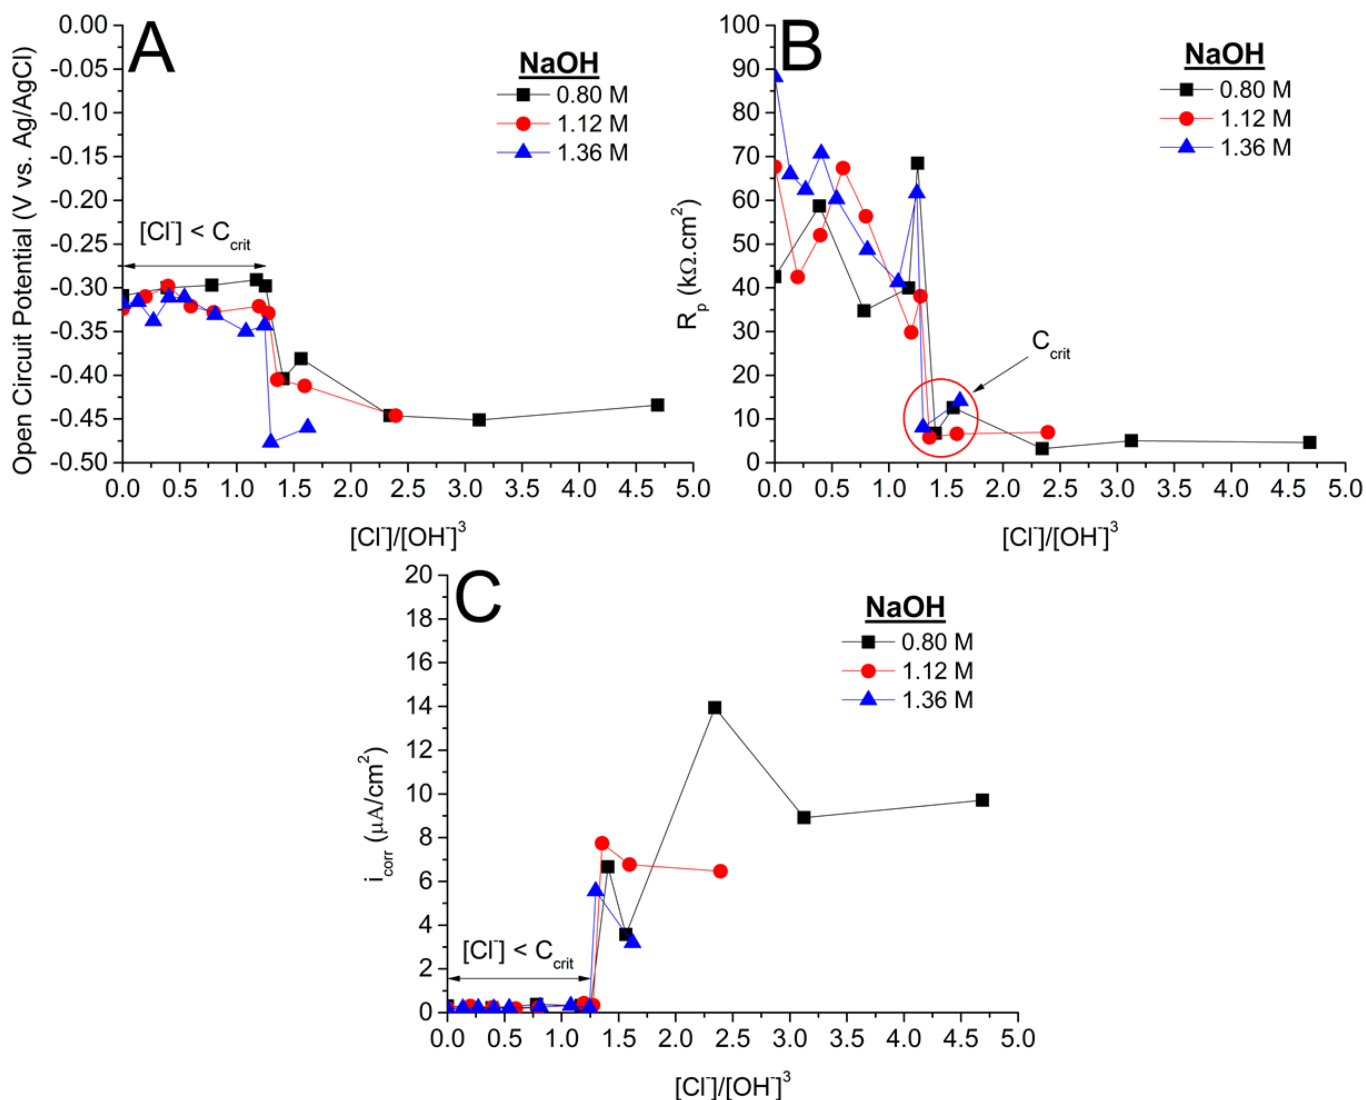 A
Open Circuit Potential (V vs. Ag/AgCl)
0.00
-0.05
-0.10
-0.15
-0.20
-0.25
-0.30
-0.35
-0.40
-0.45
-0.50
NaOH
0.80 M
1.12 M
1.36 M
[Cl⁻] < C_crit
0.0 0.5 1.0 1.5 2.0 2.5 3.0 3.5 4.0 4.5 5.0
[Cl⁻]/[OH⁻]³
B
R_p (kΩ.cm²)
100
90
80
70
60
50
40
30
20
10
0
NaOH
0.80 M
1.12 M
1.36 M
C_crit
0.0 0.5 1.0 1.5 2.0 2.5 3.0 3.5 4.0 4.5 5.0
[Cl⁻]/[OH⁻]³
C
i_corr (μA/cm²)
20
18
16
14
12
10
8
6
4
2
0
NaOH
0.80 M
1.12 M
1.36 M
[Cl⁻] < C_crit
0.0 0.5 1.0 1.5 2.0 2.5 3.0 3.5 4.0 4.5 5.0
[Cl⁻]/[OH⁻]³